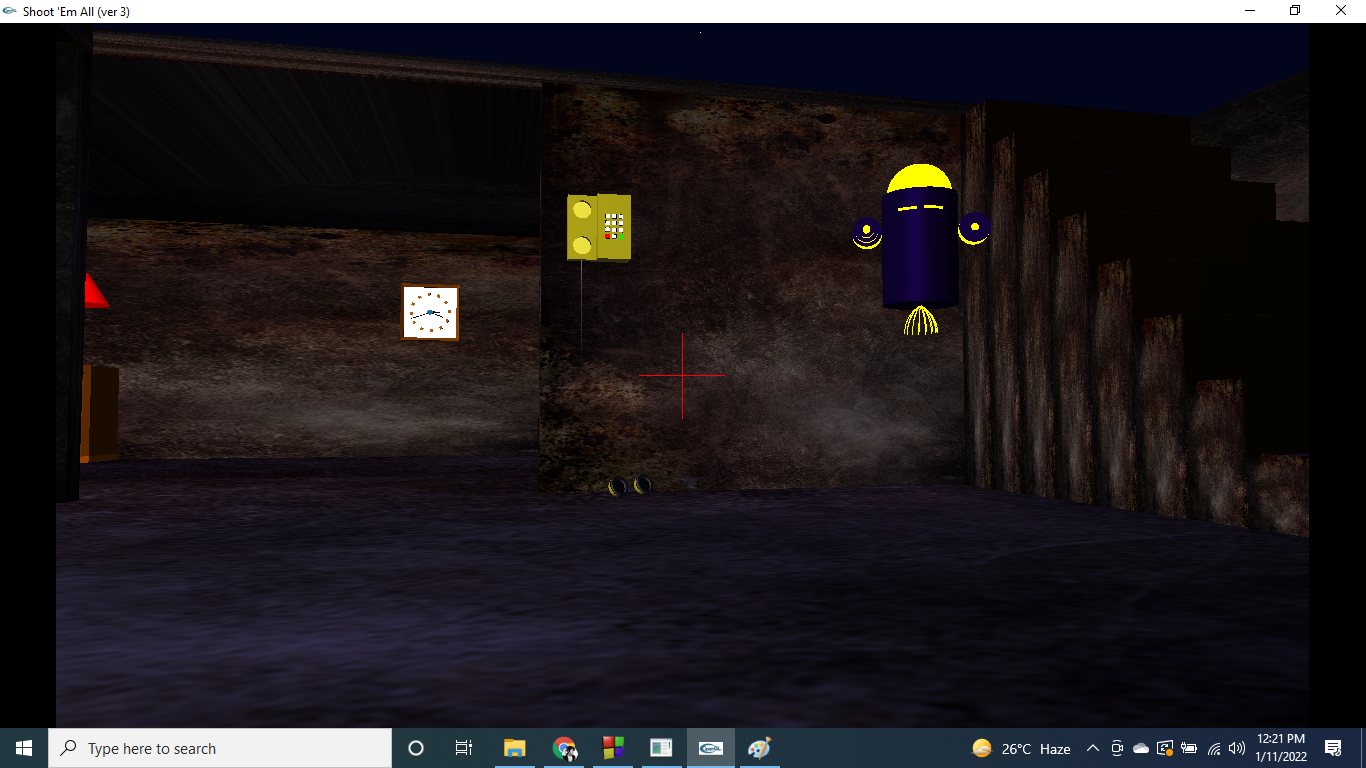 Shoot 'Em All (ver 3)
Type here to search
26°C Haze
12:21 PM
1/11/2022